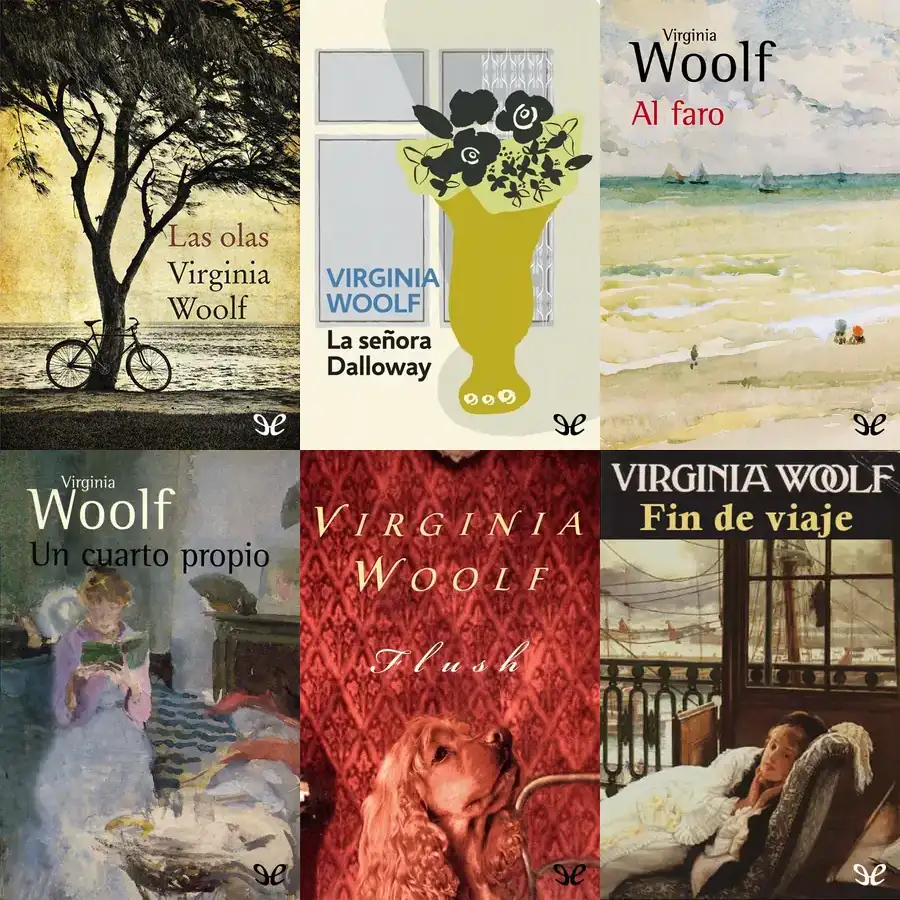 Las olas
Virginia
Woolf
VIRGINIA
WOOLF
La señora
Dalloway
Virginia
Woolf
Al faro
Virginia
Woolf
Un cuarto propio
VIRGINIA
WOOLF
Flush
VIRGINIA WOOLF
Fin de viaje